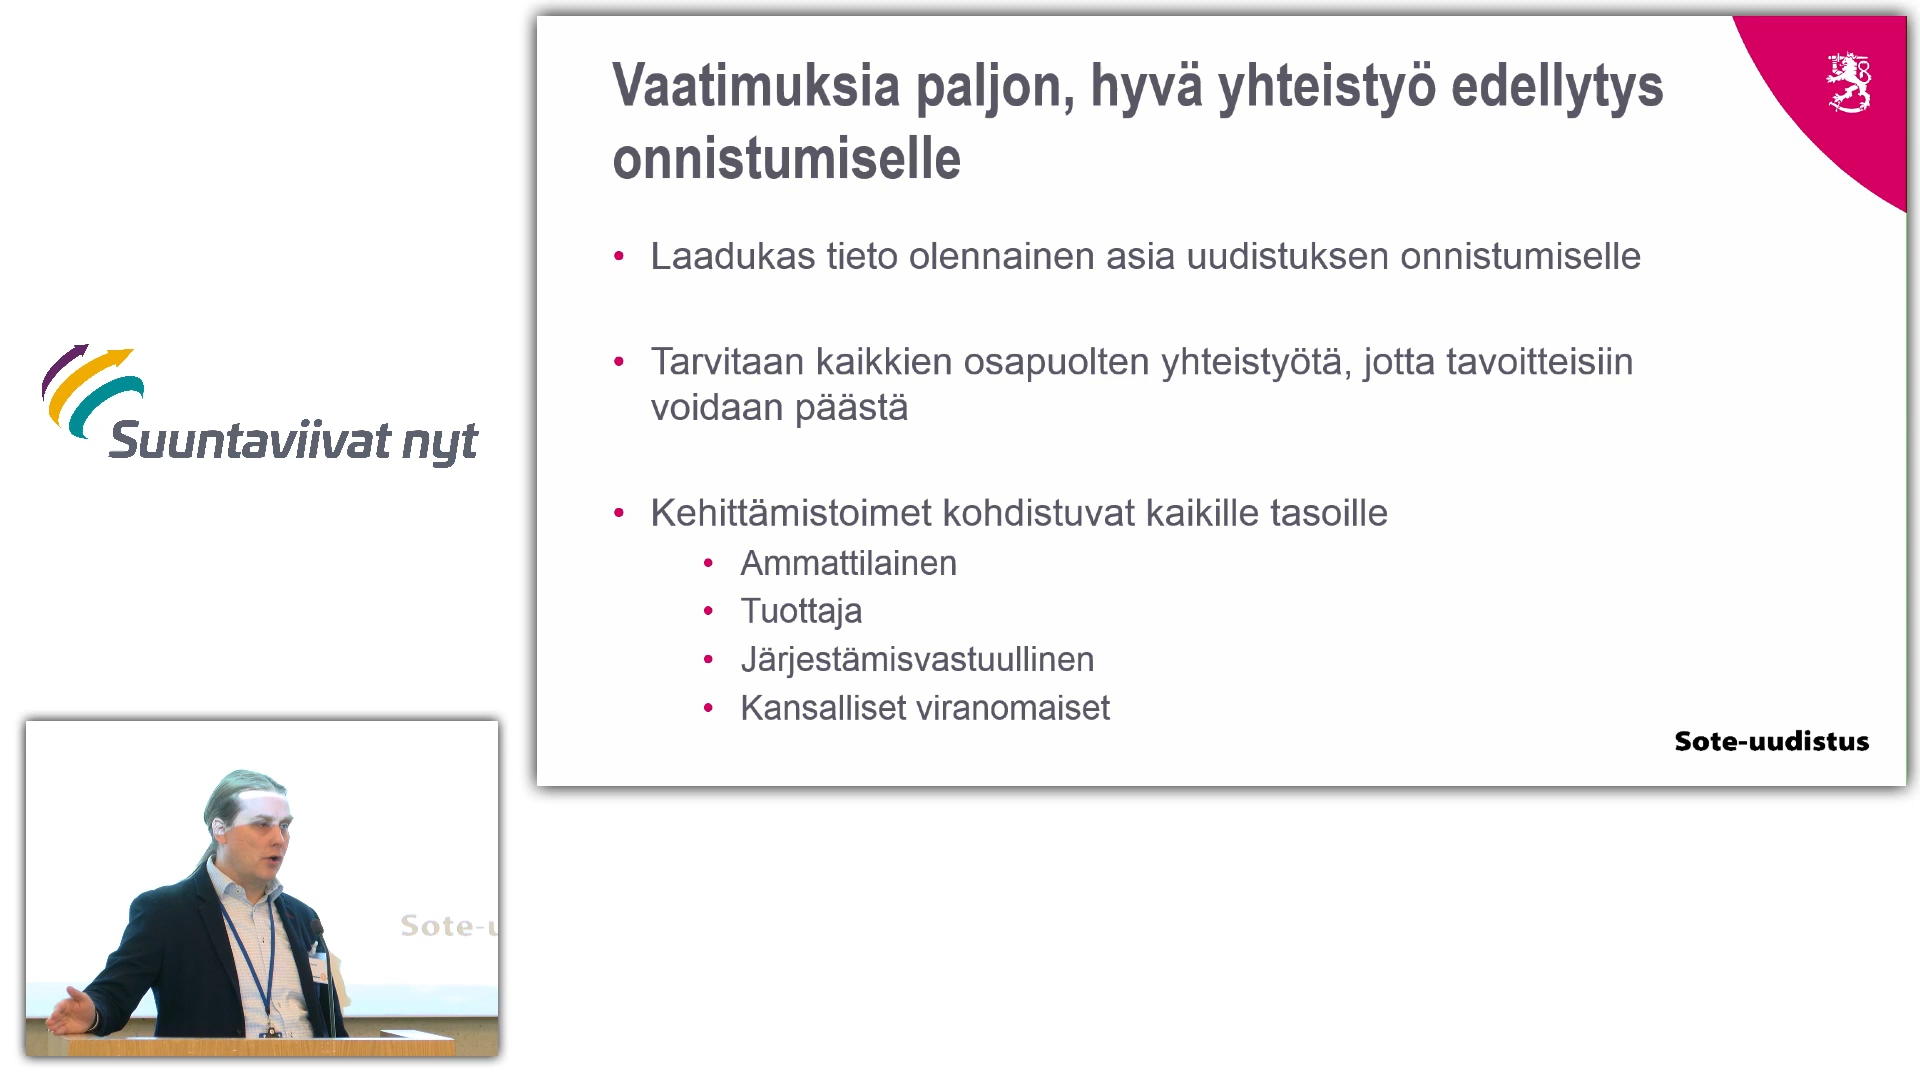 Vaatimuksia paljon, hyvä yhteistyö edellytys
onnistumiselle
• Laadukas tieto olennainen asia uudistuksen onnistumiselle
• Tarvitaan kaikkien osapuolten yhteistyötä, jotta tavoitteisiin
voidaan päästä
• Kehittämistoimet kohdistuvat kaikille tasoille
• Ammattilainen
• Tuottaja
• Järjestämisvastuullinen
• Kansalliset viranomaiset
Sote-uudistus
Suuntaviivat nyt
Sote-u